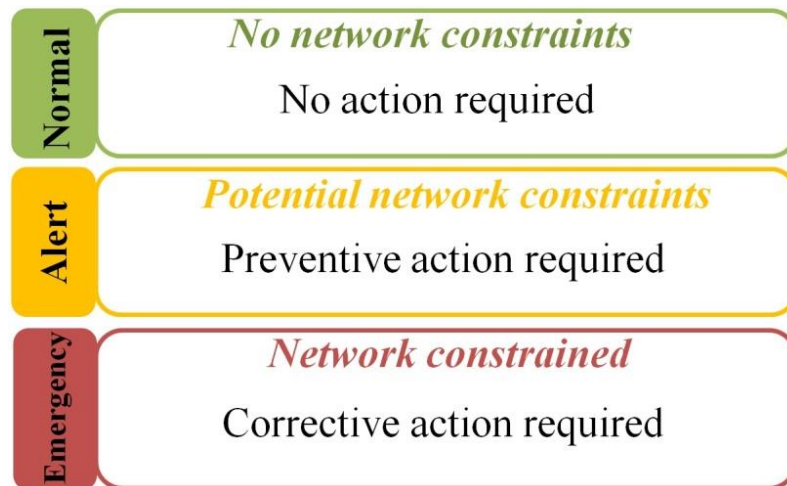 Normal
No network constraints
No action required
Alert
Potential network constraints
Preventive action required
Emergency
Network constrained
Corrective action required